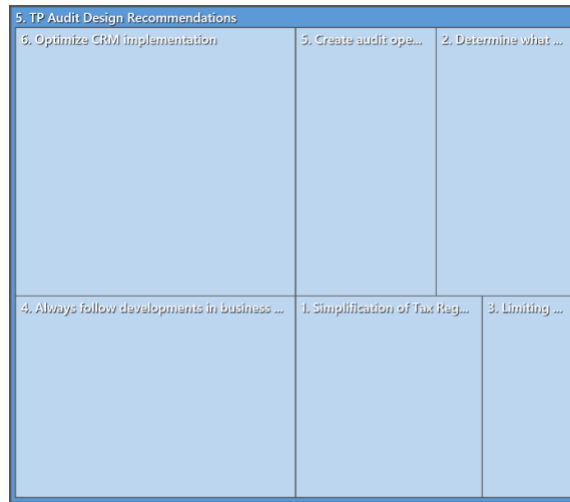 5. TP Audit Design Recommendations
6. Optimize CRM implementation
5. Create audit ope...
2. Determine what ...
4. Always follow developments in business ...
1. Simplification of Tax Reg...
3. Limiting ...